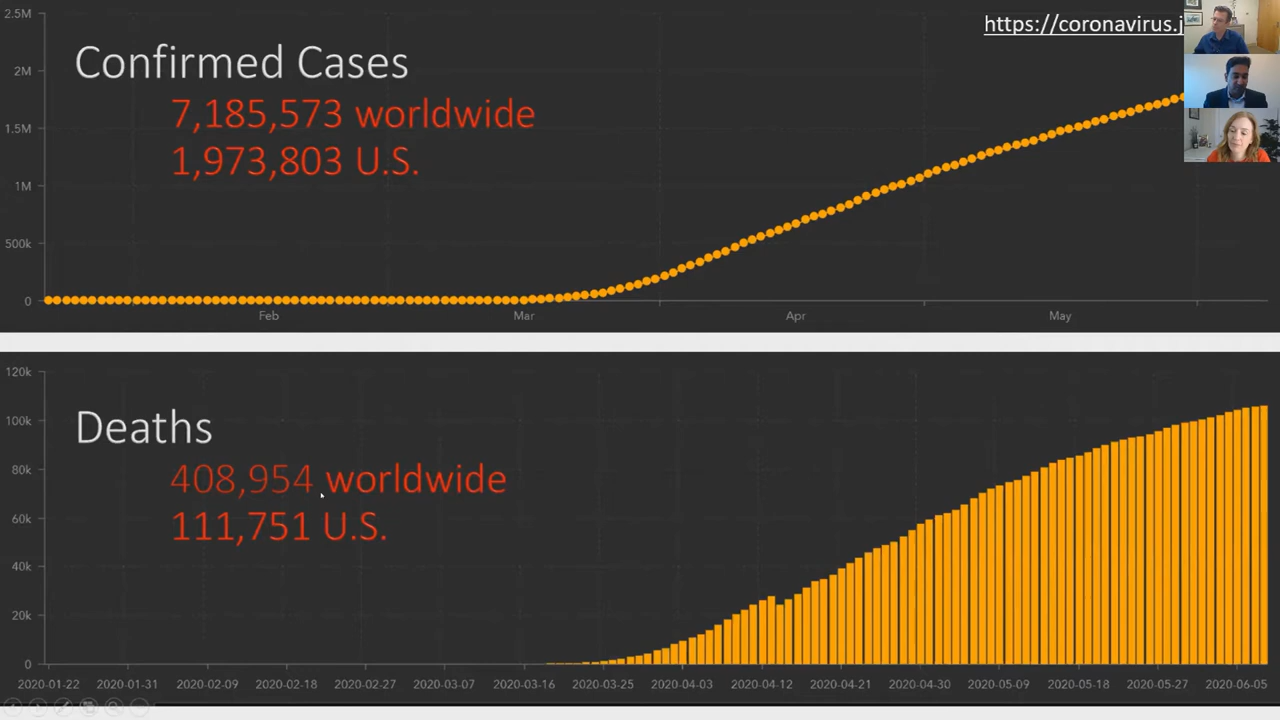 2.5M
https://coronavirus.j
Confirmed Cases
2M
7,185,573 worldwide
1.5M
1,973,803 U.S.
1M
500k
0
Feb Mar Apr May
120k
100k
Deaths
80k
408,954 worldwide
60k
111,751 U.S.
40k
20k
0
2020-01-22 2020-01-31 2020-02-09 2020-02-18 2020-02-27 2020-03-07 2020-03-16 2020-03-25 2020-04-03 2020-04-12 2020-04-21 2020-04-30 2020-05-09 2020-05-18 2020-05-27 2020-06-05